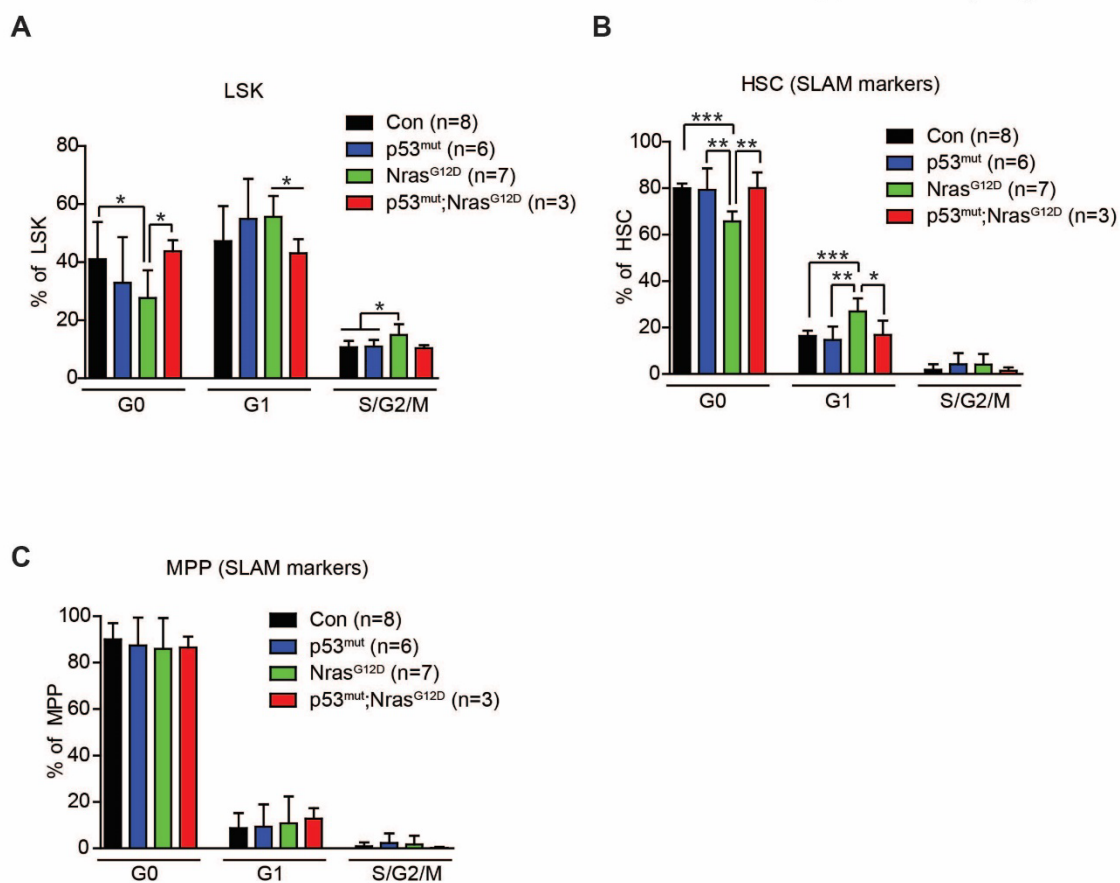 A
LSK
Con (n=8)
p53mut (n=6)
NrasG12D (n=7)
p53mut;NrasG12D (n=3)
% of LSK
80
60
40
20
0
*
*
*
*
G0
G1
S/G2/M
B
HSC (SLAM markers)
Con (n=8)
p53mut (n=6)
NrasG12D (n=7)
p53mut;NrasG12D (n=3)
% of HSC
100
80
60
40
20
0
***
**
**
***
**
*
G0
G1
S/G2/M
C
MPP (SLAM markers)
Con (n=8)
p53mut (n=6)
NrasG12D (n=7)
p53mut;NrasG12D (n=3)
% of MPP
100
80
60
40
20
0
G0
G1
S/G2/M